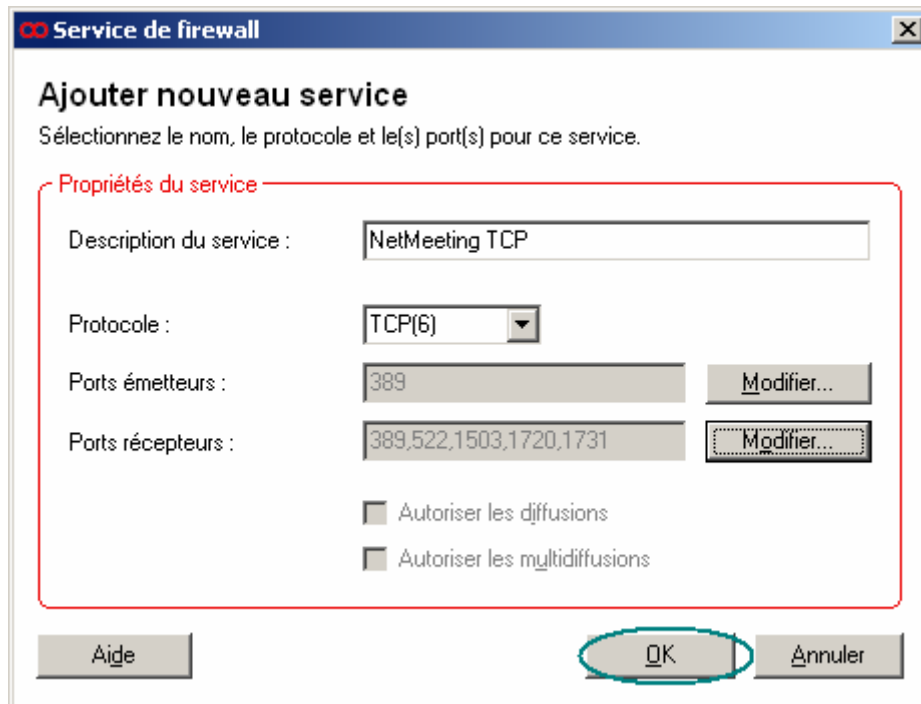 Service de firewall
Ajouter nouveau service
Sélectionnez le nom, le protocole et le(s) port(s) pour ce service.
Propriétés du service
Description du service : NetMeeting TCP
Protocole : TCP(6)
Ports émetteurs : 389 Modifier...
Ports récepteurs : 389,522,1503,1720,1731 Modifier...
Autoriser les diffusions
Autoriser les multidiffusions
Aide OK Annuler